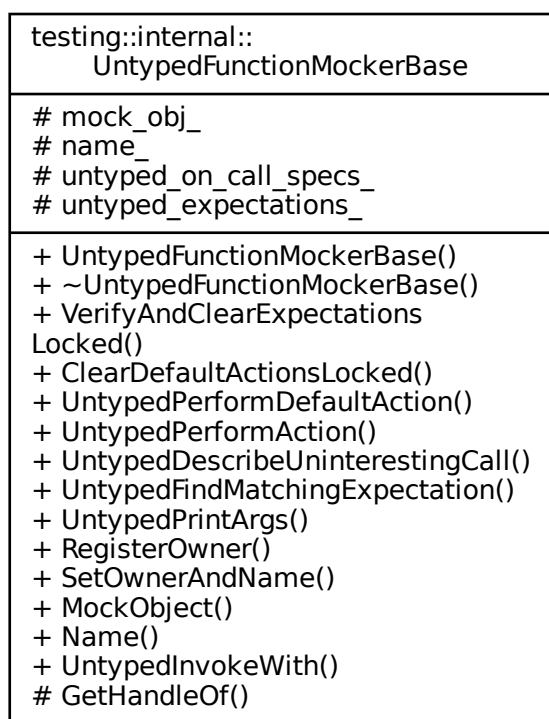 testing::internal::
UntypedFunctionMockerBase
# mock_obj_
# name_
# untyped_on_call_specs_
# untyped_expectations_
+ UntypedFunctionMockerBase()
+ ~UntypedFunctionMockerBase()
+ VerifyAndClearExpectations
Locked()
+ ClearDefaultActionsLocked()
+ UntypedPerformDefaultAction()
+ UntypedPerformAction()
+ UntypedDescribeUninterestingCall()
+ UntypedFindMatchingExpectation()
+ UntypedPrintArgs()
+ RegisterOwner()
+ SetOwnerAndName()
+ MockObject()
+ Name()
+ UntypedInvokeWith()
# GetHandleOf()